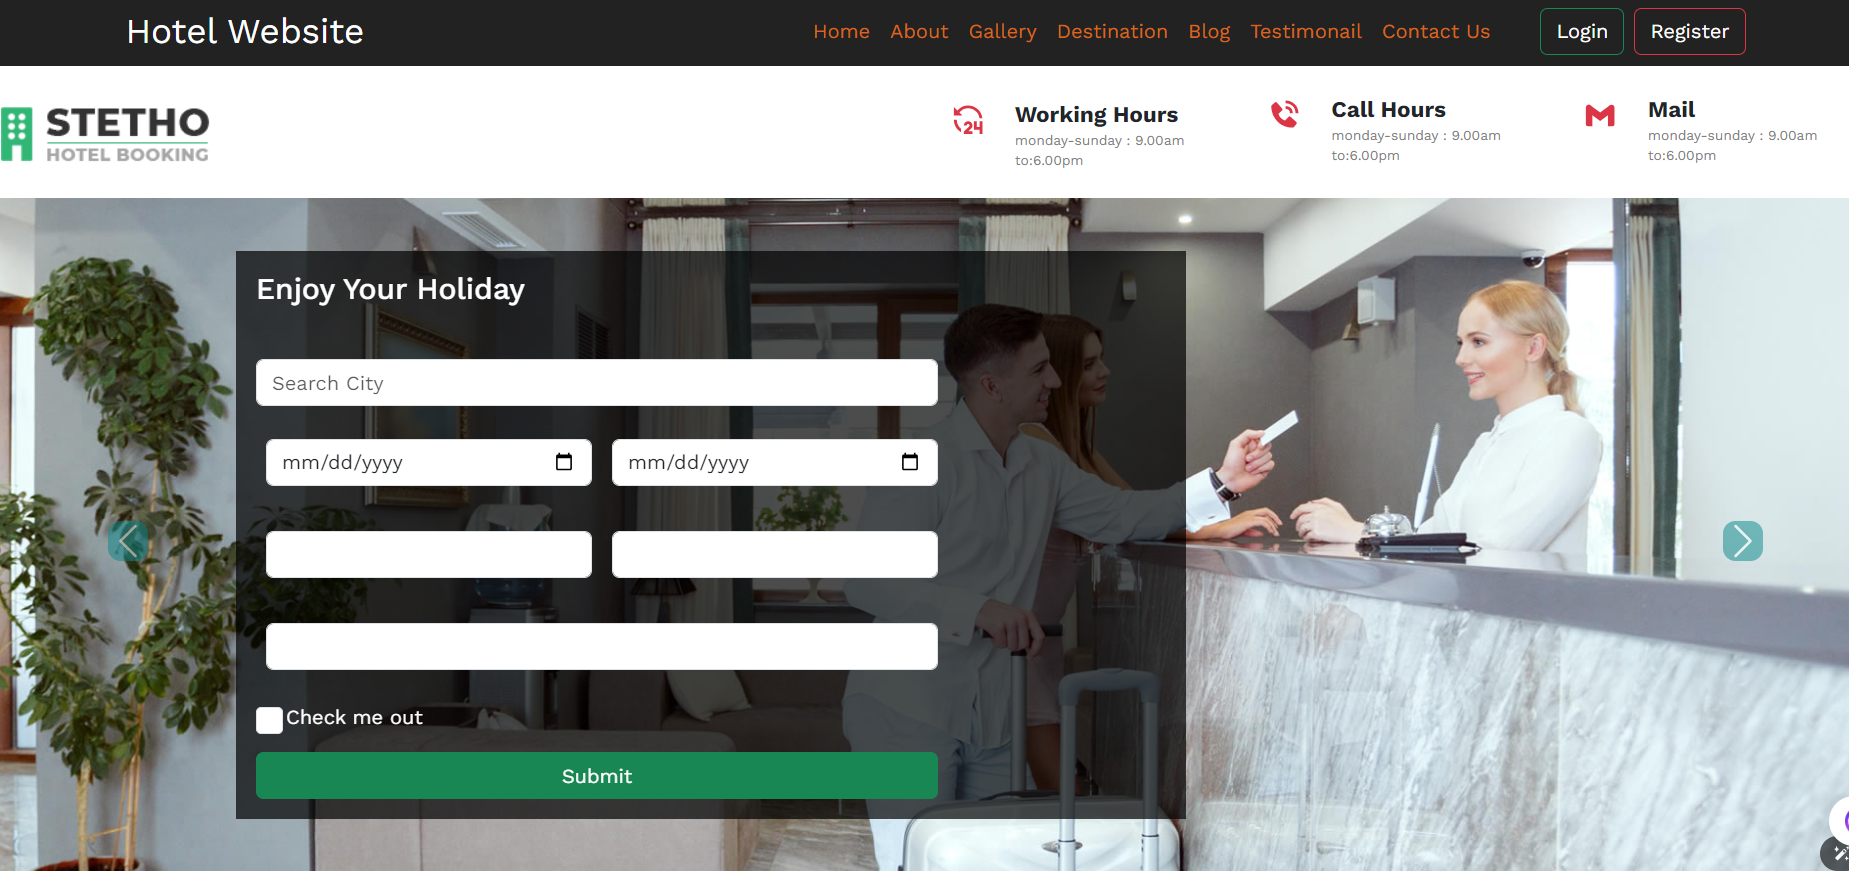 Hotel Website
Home About Gallery Destination Blog Testimonail Contact Us Login Register
STETHO
HOTEL BOOKING
24
Working Hours
monday-sunday : 9.00am
to:6.00pm
Call Hours
monday-sunday : 9.00am
to:6.00pm
Mail
monday-sunday : 9.00am
to:6.00pm
Enjoy Your Holiday
Search City
mm/dd/yyyy mm/dd/yyyy
Check me out
Submit